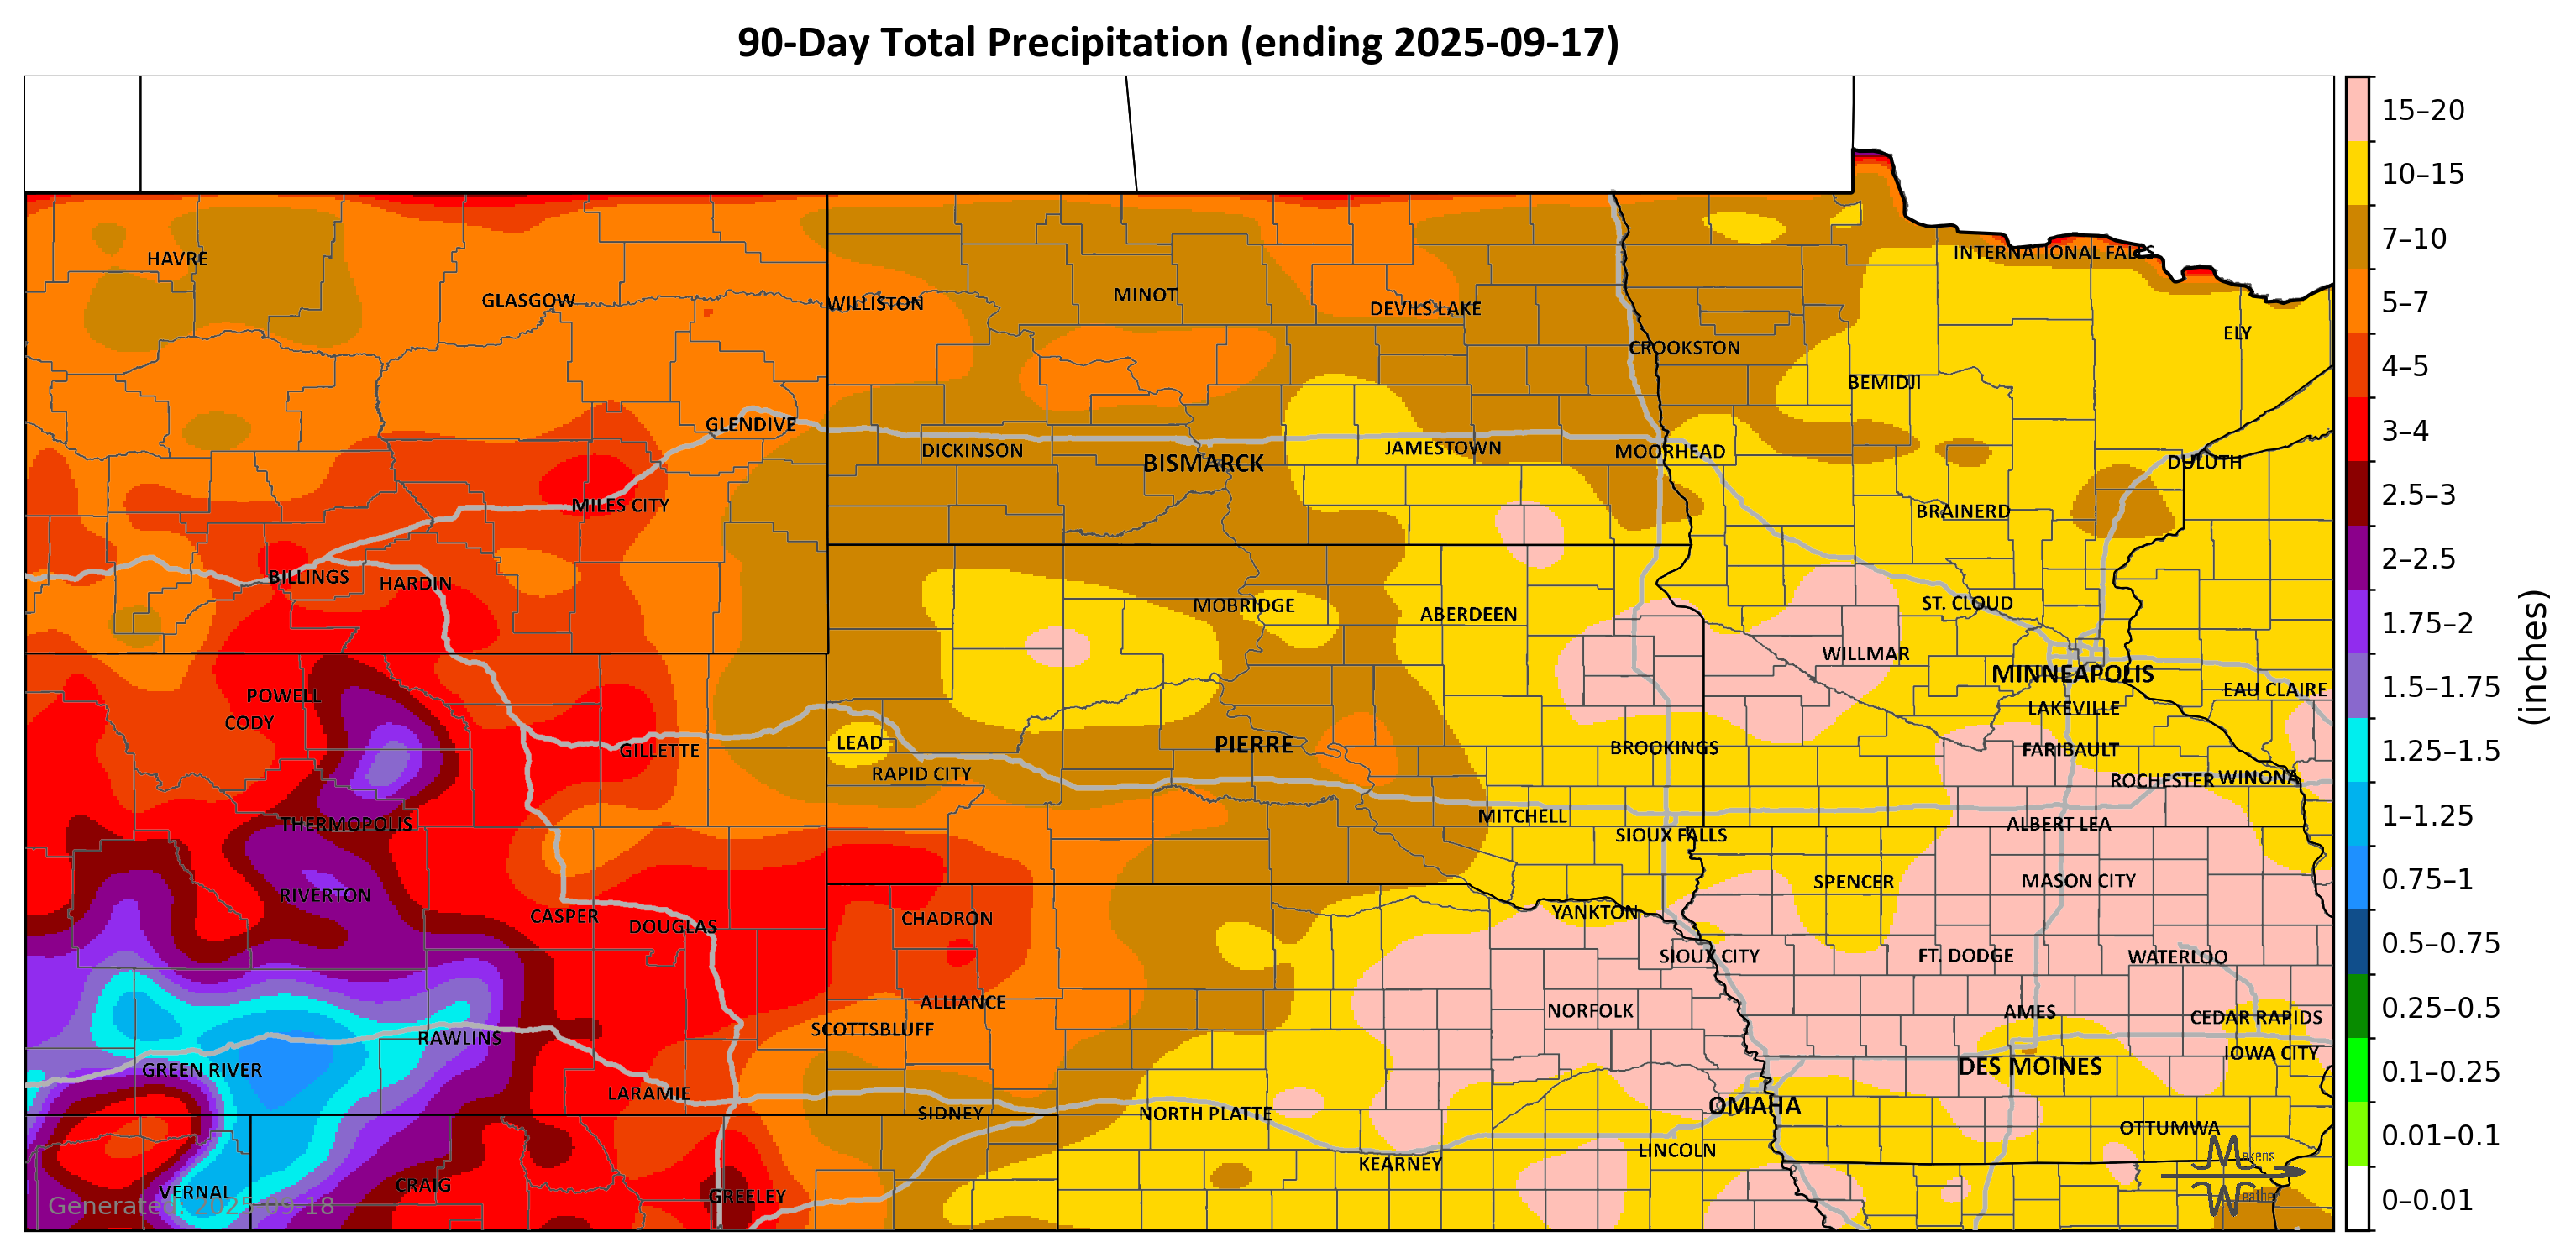 90-Day Total Precipitation (ending 2025-09-17)
INTERNATIONAL FALLS
HAVRE
GLASGOW
WILLISTON
MINOT
DEVILS LAKE
ELY
CROOKSTON
BEMIDJI
GLENDIVE
DICKINSON
BISMARCK
JAMESTOWN
MOORHEAD
DULUTH
MILES CITY
BRAINERD
BILLINGS
HARDIN
MOBRIDGE
ABERDEEN
ST. CLOUD
WILLMAR
MINNEAPOLIS
POWELL
EAU CLAIRE
CODY
LAKEVILLE
GILLETTE
LEAD
PIERRE
BROOKINGS
FARIBAULT
RAPID CITY
ROCHESTER
WINONA
THERMOPOLIS
MITCHELL
ALBERT LEA
SIOUX FALLS
RIVERTON
SPENCER
MASON CITY
CASPER
DOUGLAS
CHADRON
YANKTON
SIOUX CITY
FT. DODGE
WATERLOO
ALLIANCE
NORFOLK
AMES
CEDAR RAPIDS
SCOTTSBLUFF
RAWLINS
IOWA CITY
GREEN RIVER
DES MOINES
LARAMIE
SIDNEY
NORTH PLATTE
OMAHA
OTTUMWA
LINCOLN
KEARNEY
CRAIG
VERNAL
GREELEY
Generated: 2025-09-18
Makens
Weather
15–20
10–15
7–10
5–7
4–5
3–4
2.5–3
2–2.5
1.75–2
1.5–1.75
1.25–1.5
1–1.25
0.75–1
0.5–0.75
0.25–0.5
0.1–0.25
0.01–0.1
0–0.01
(inches)